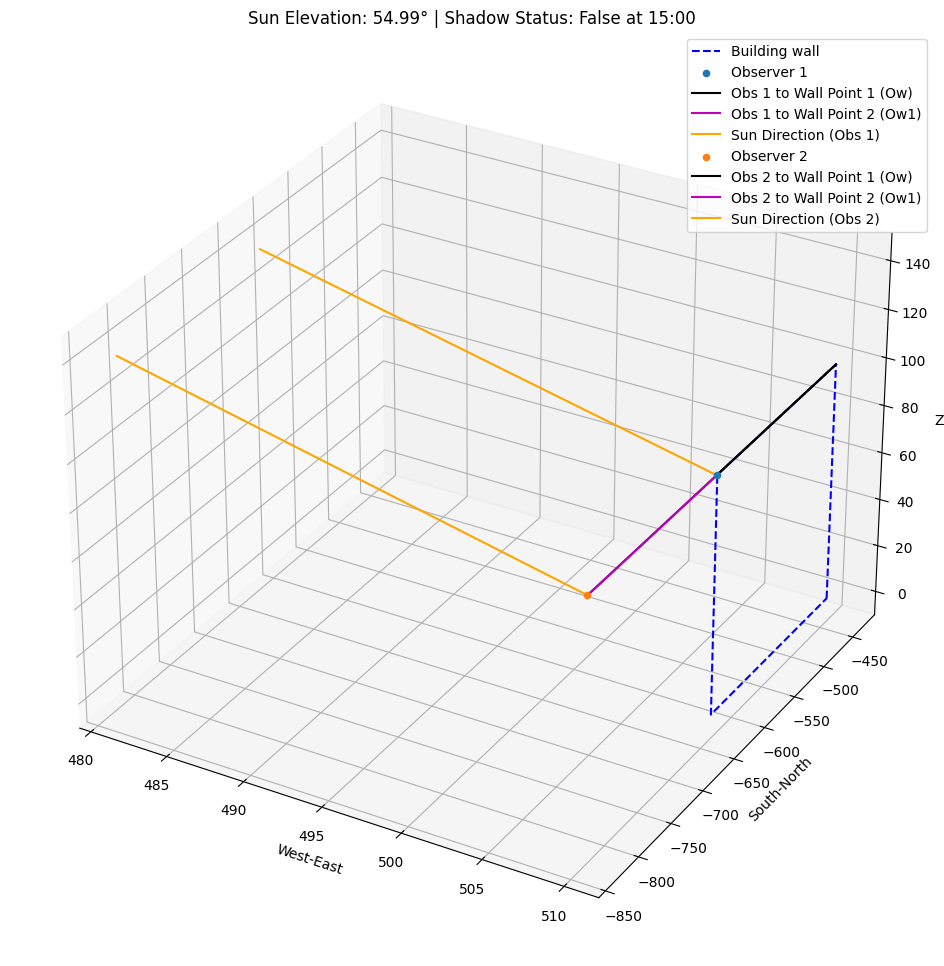 Sun Elevation: 54.99° | Shadow Status: False at 15:00
Building wall
Observer 1
Obs 1 to Wall Point 1 (Ow)
Obs 1 to Wall Point 2 (Ow1)
Sun Direction (Obs 1)
Observer 2
Obs 2 to Wall Point 1 (Ow)
Obs 2 to Wall Point 2 (Ow1)
Sun Direction (Obs 2)
140
120
100
80
60
40
20
0
Z
−450
−500
−550
−600
−650
−700
−750
−800
−850
South-North
480
485
490
495
500
505
510
West-East